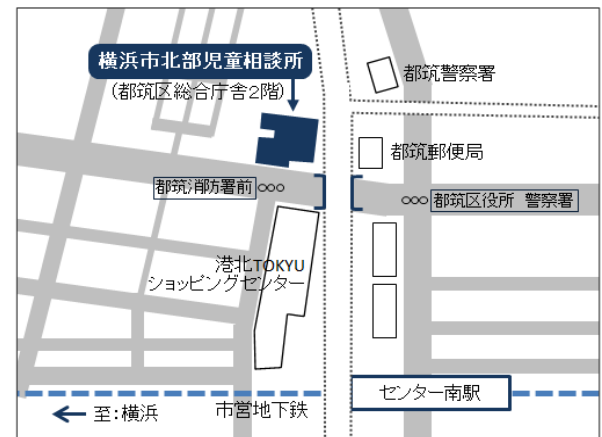 横浜市北部児童相談所
(都筑区総合庁舎2階)
都筑警察署
都筑郵便局
都筑消防署前
都筑区役所 警察署
港北TOKYU
ショッピングセンター
センター南駅
至:横浜
市営地下鉄